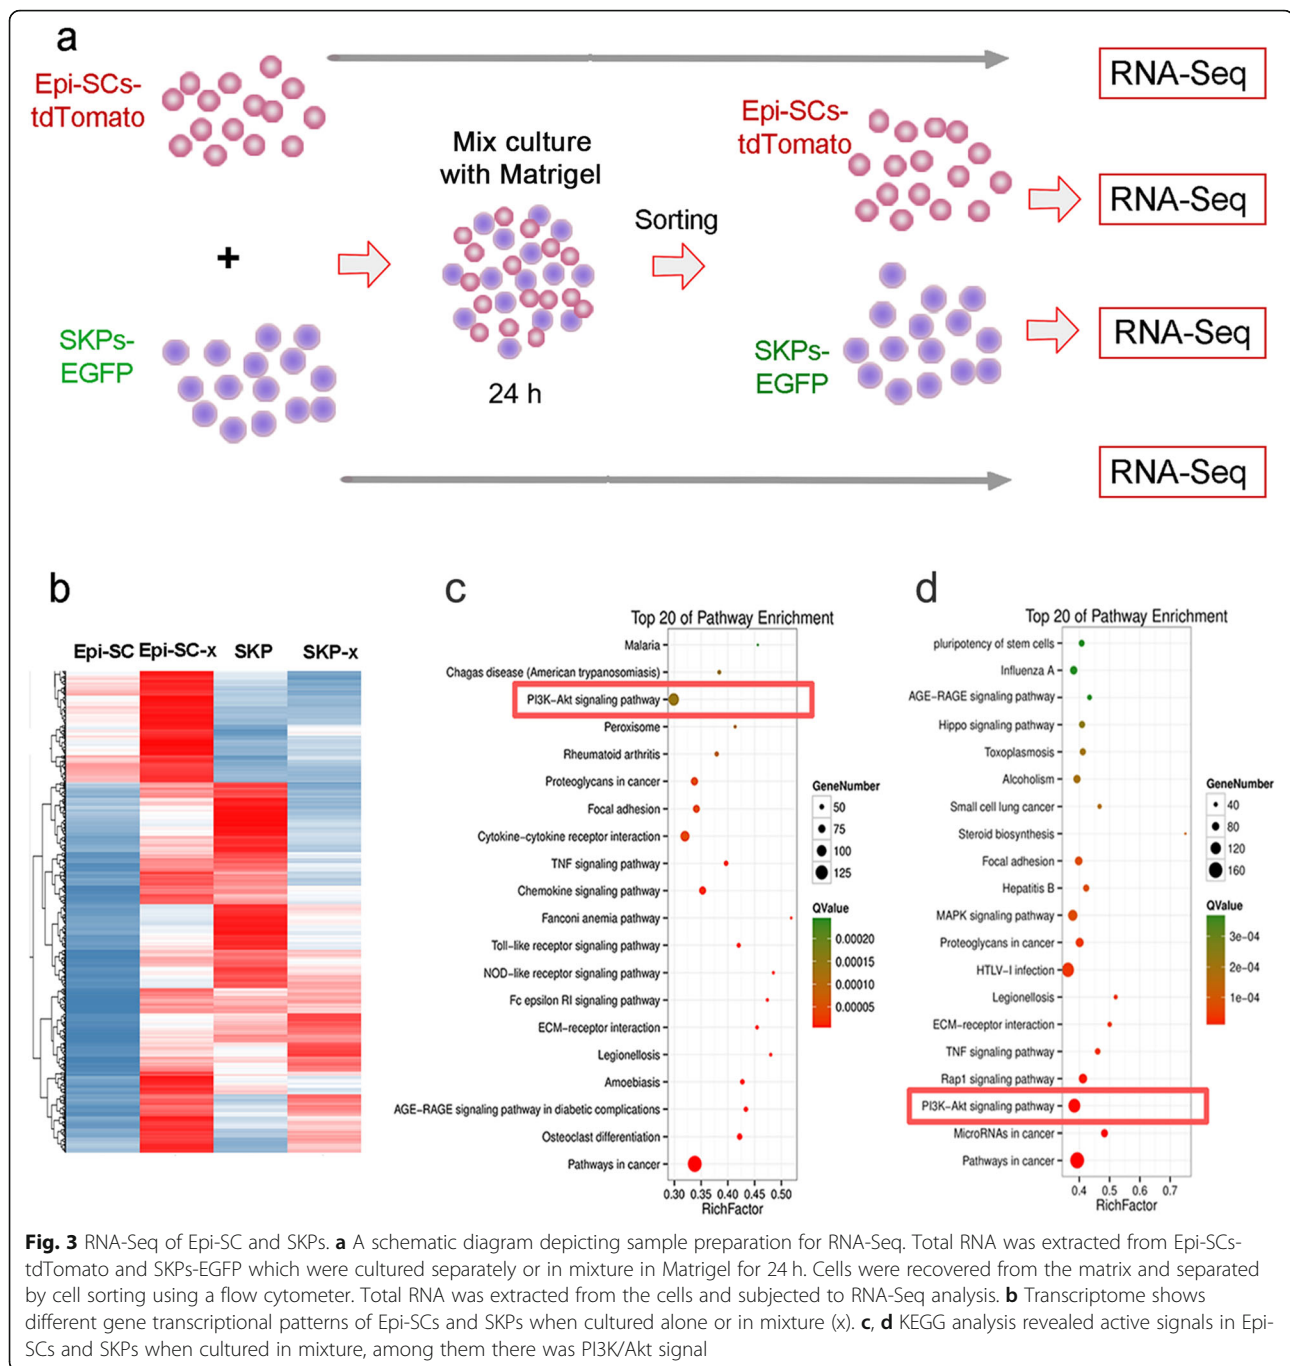 a
Epi-SCs-
tdTomato
+
SKPs-
EGFP
Mix culture
with Matrigel
24 h
Sorting
Epi-SCs-
tdTomato
SKPs-
EGFP
RNA-Seq
RNA-Seq
RNA-Seq
RNA-Seq
b
Epi-SC Epi-SC-x SKP SKP-x
c
Top 20 of Pathway Enrichment
Malaria
Chagas disease (American trypanosomiasis)
PI3K-Akt signaling pathway
Peroxisome
Rheumatoid arthritis
Proteoglycans in cancer
Focal adhesion
Cytokine-cytokine receptor interaction
TNF signaling pathway
Chemokine signaling pathway
Fanconi anemia pathway
Toll-like receptor signaling pathway
NOD-like receptor signaling pathway
Fc epsilon RI signaling pathway
ECM-receptor interaction
Legionellosis
Amoebiasis
AGE-RAGE signaling pathway in diabetic complications
Osteoclast differentiation
Pathways in cancer
0.30 0.35 0.40 0.45 0.50
RichFactor
GeneNumber
50
75
100
125
QValue
0.00020
0.00015
0.00010
0.00005
d
Top 20 of Pathway Enrichment
pluripotency of stem cells
Influenza A
AGE-RAGE signaling pathway
Hippo signaling pathway
Toxoplasmosis
Alcoholism
Small cell lung cancer
Steroid biosynthesis
Focal adhesion
Hepatitis B
MAPK signaling pathway
Proteoglycans in cancer
HTLV-I infection
Legionellosis
ECM-receptor interaction
TNF signaling pathway
Rap1 signaling pathway
PI3K-Akt signaling pathway
MicroRNAs in cancer
Pathways in cancer
0.4 0.5 0.6 0.7
RichFactor
GeneNumber
40
80
120
160
QValue
3e-04
2e-04
1e-04
Fig. 3 RNA-Seq of Epi-SC and SKPs. a A schematic diagram depicting sample preparation for RNA-Seq. Total RNA was extracted from Epi-SCs-
tdTomato and SKPs-EGFP which were cultured separately or in mixture in Matrigel for 24 h. Cells were recovered from the matrix and separated
by cell sorting using a flow cytometer. Total RNA was extracted from the cells and subjected to RNA-Seq analysis. b Transcriptome shows
different gene transcriptional patterns of Epi-SCs and SKPs when cultured alone or in mixture (x). c, d KEGG analysis revealed active signals in Epi-
SCs and SKPs when cultured in mixture, among them there was PI3K/Akt signal